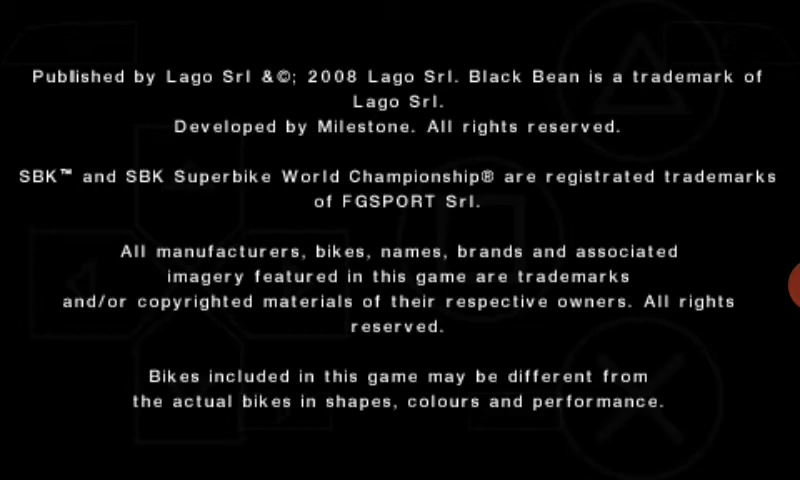 Published by Lago Srl &©; 2008 Lago Srl. Black Bean is a trademark of
Lago Srl.
Developed by Milestone. All rights reserved.
SBK™ and SBK Superbike World Championship® are registrated trademarks
of FGSPORT Srl.
All manufacturers, bikes, names, brands and associated
imagery featured in this game are trademarks
and/or copyrighted materials of their respective owners. All rights
reserved.
Bikes included in this game may be different from
the actual bikes in shapes, colours and performance.